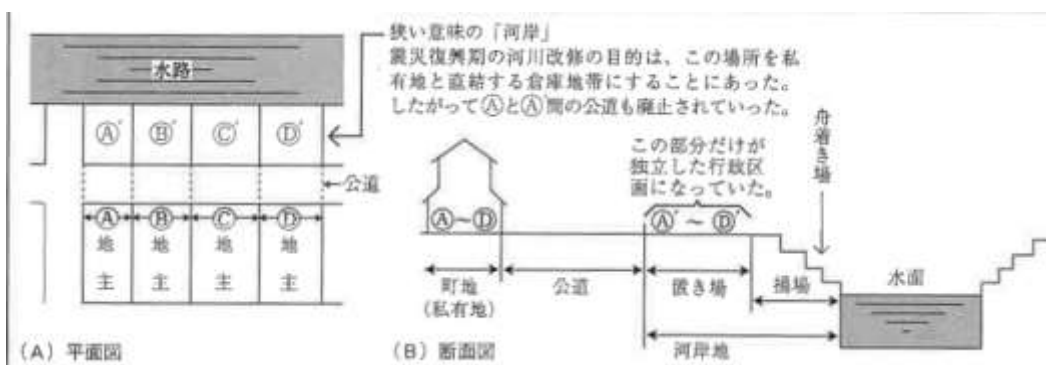 狭い意味の「河岸」
震災復興期の河川改修の目的は、この場所を私
有地と直結する倉庫地帯にすることにあった。
したがってⒶとⒶ′間の公道も廃止されていった。
水路
Ⓐ′ Ⓑ′ Ⓒ′ Ⓓ′
公道
Ⓐ Ⓑ Ⓒ Ⓓ
地主 地主 地主 地主
(A) 平面図
この部分だけが
独立した行政区
画になっていた。
舟着き場
Ⓐ〜Ⓓ
Ⓐ′〜Ⓓ′
水面
町地
(私有地)
公道
置き場
揚場
河岸地
(B) 断面図